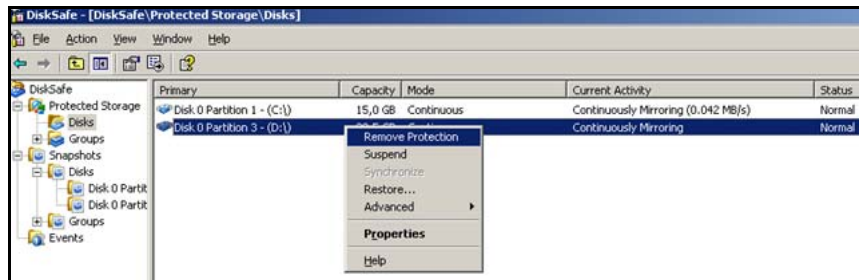 DiskSafe - [DiskSafe\Protected Storage\Disks]
File Action View Window Help
DiskSafe
Protected Storage
Disks
Groups
Snapshots
Disks
Disk 0 Partit
Disk 0 Partit
Groups
Events
Primary Capacity Mode Current Activity Status
Disk 0 Partition 1 - (C:\) 15,0 GB Continuous Continuously Mirroring (0.042 MB/s) Normal
Disk 0 Partition 3 - (D:\) Continuously Mirroring Normal
Remove Protection
Suspend
Synchronize
Restore...
Advanced
Properties
Help